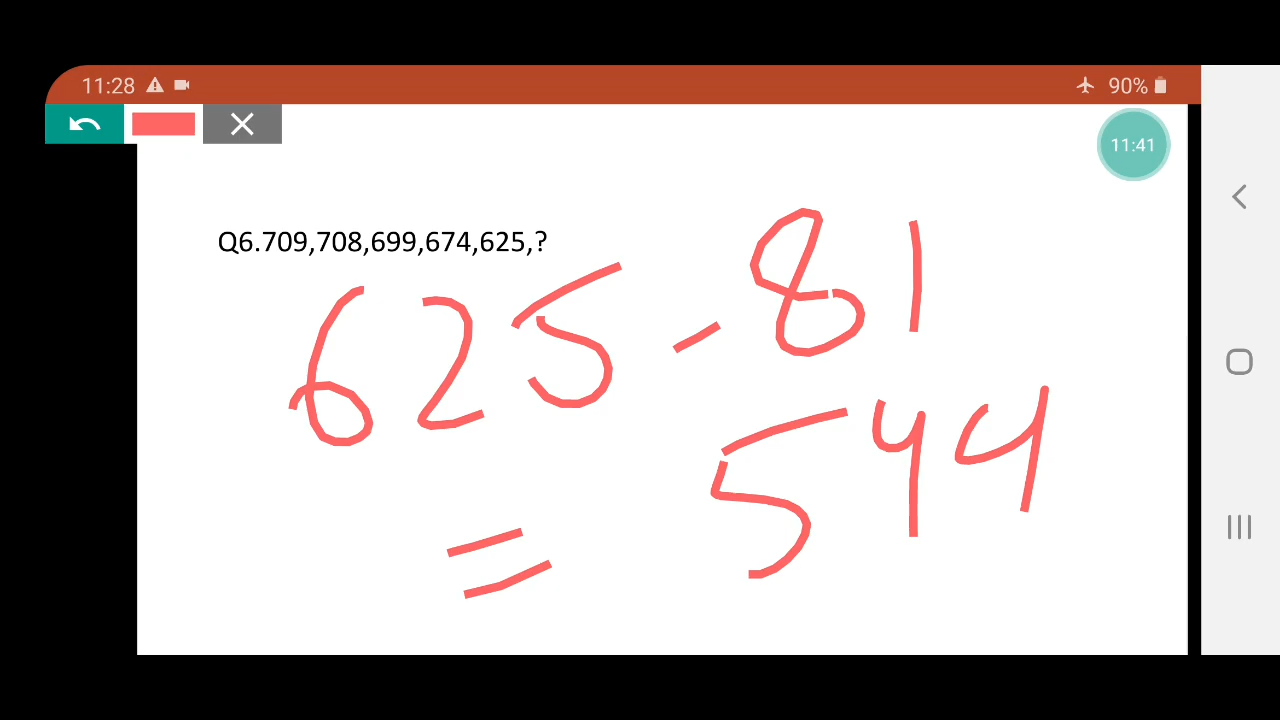 11:28 90%
11:41
Q6.709,708,699,674,625,?
625 - 81
= 544